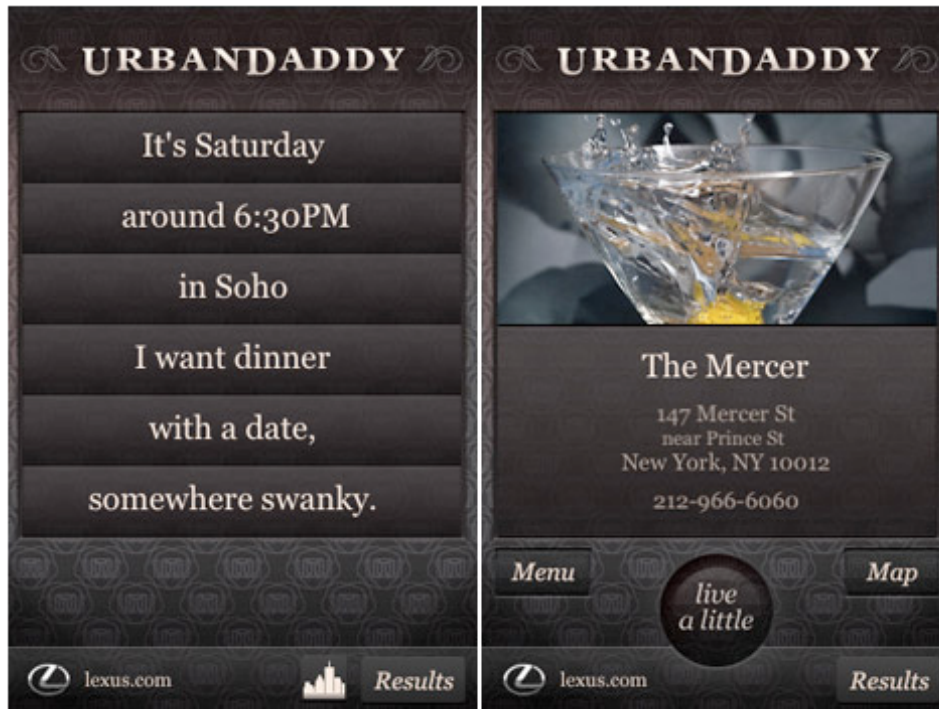 URBANDADDY
It's Saturday
around 6:30PM
in Soho
I want dinner
with a date,
somewhere swanky.
lexus.com
Results
URBANDADDY
The Mercer
147 Mercer St
near Prince St
New York, NY 10012
212-966-6060
Menu
live
a little
Map
lexus.com
Results